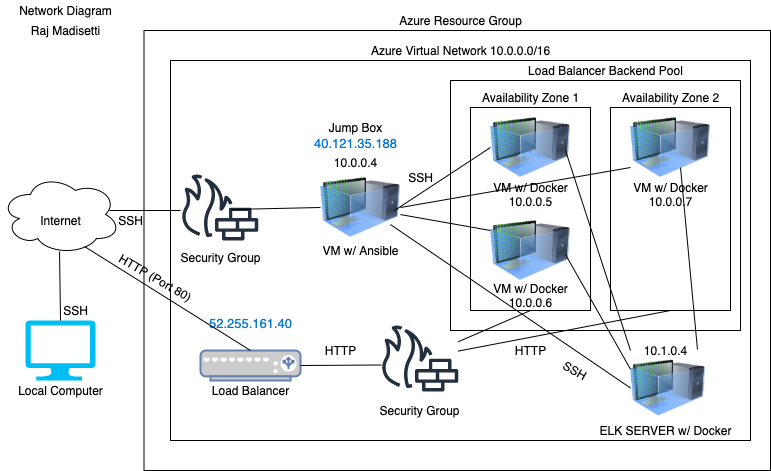 Network Diagram
Raj Madisetti
Azure Resource Group
Azure Virtual Network 10.0.0.0/16
Load Balancer Backend Pool
Availability Zone 1
Availability Zone 2
Jump Box
40.121.35.188
10.0.0.4
SSH
VM w/ Docker
10.0.0.5
VM w/ Docker
10.0.0.7
Internet
SSH
Security Group
VM w/ Ansible
VM w/ Docker
10.0.0.6
HTTP (Port 80)
SSH
52.255.161.40
HTTP
HTTP
10.1.0.4
SSH
Local Computer
Load Balancer
Security Group
ELK SERVER w/ Docker